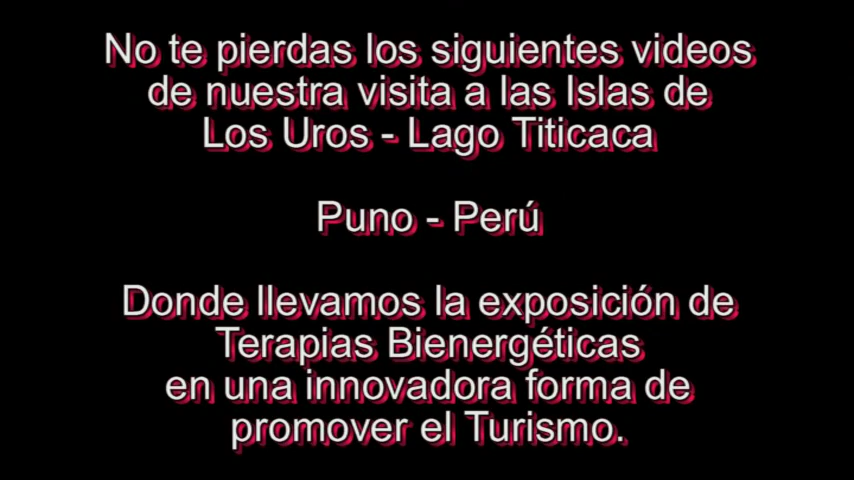 No te pierdas los siguientes videos
de nuestra visita a las Islas de
Los Uros - Lago Titicaca
Puno - Perú
Donde llevamos la exposición de
Terapias Bienergéticas
en una innovadora forma de
promover el Turismo.